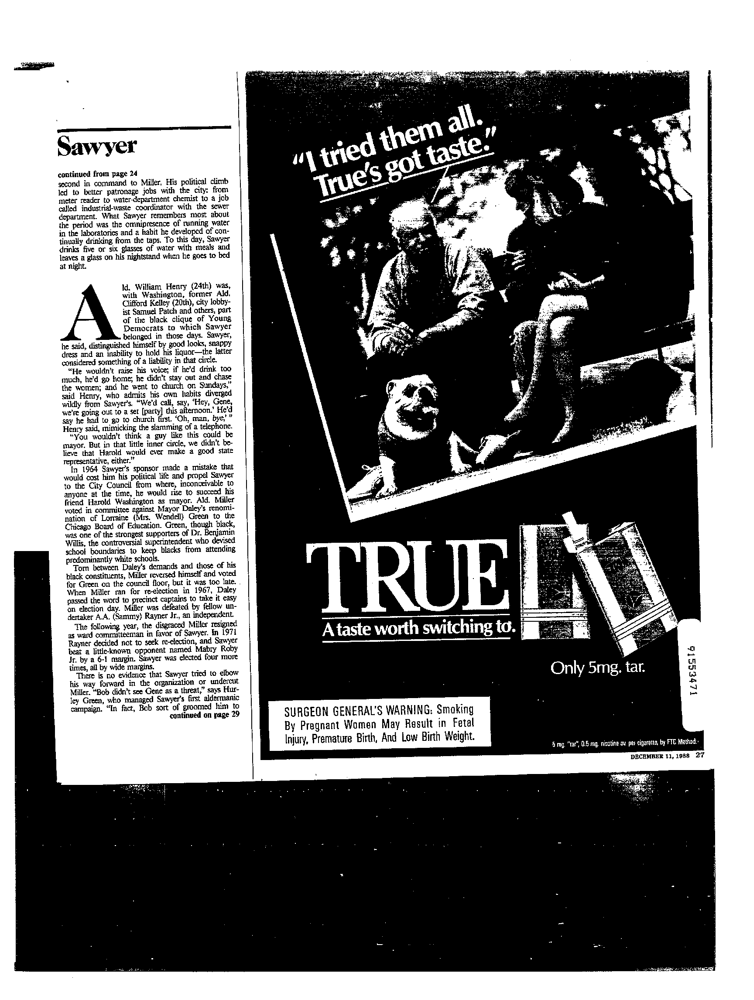 Sawyer
continued from page 24
second in command to Miller. His political climb
led to better patronage jobs with the city: from
meter reader to water-department chemist to a job
called industrial-waste coordinator with the sewer
department. What Sawyer remembers most about
the period was the omnipresence of running water
in the laboratories and a habit he developed of con-
tinually drinking from the taps. To this day, Sawyer
drinks five or six glasses of water with meals and
leaves a glass on his nightstand when he goes to bed
at night.
Ald. William Henry (24th) was,
with Washington, former Ald.
Clifford Kelley (20th), city lobby-
ist Samuel Patch and others, part
of the black clique of Young
Democrats to which Sawyer
belonged in those days. Sawyer,
he said, distinguished himself by good looks, snappy
dress and an inability to hold his liquor—the latter
considered something of a liability in that circle.
"He wouldn't raise his voice; if he'd drink too
much, he'd go home; he didn't stay out and chase
the women; and he went to church on Sundays,"
said Henry, who admits his own habits diverged
wildly from Sawyer's. "We'd call, say, 'Hey, Gene,
we're going out to a set [party] this afternoon.' He'd
say he had to go to church first. 'Oh, man, bye,' "
Henry said, mimicking the slamming of a telephone.
"You wouldn't think a guy like this could be
mayor. But in that little inner circle, we didn't be-
lieve that Harold would ever make a good state
representative, either."
In 1964 Sawyer's sponsor made a mistake that
would cost him his political life and propel Sawyer
to the City Council from where, inconceivable to
anyone at the time, he would rise to succeed his
friend Harold Washington as mayor. Ald. Miller
voted in committee against Mayor Daley's renomi-
nation of Lorraine (Mrs. Wendell) Green to the
Chicago Board of Education. Green, though black,
was one of the strongest supporters of Dr. Benjamin
Willis, the controversial superintendent who devised
school boundaries to keep blacks from attending
predominantly white schools.
Torn between Daley's demands and those of his
black constituents, Miller reversed himself and voted
for Green on the council floor, but it was too late.
When Miller ran for re-election in 1967, Daley
passed the word to precinct captains to take it easy
on election day. Miller was defeated by fellow un-
dertaker A.A. (Sammy) Rayner Jr., an independent.
The following year, the disgraced Miller resigned
as ward committeeman in favor of Sawyer. In 1971
Rayner decided not to seek re-election, and Sawyer
beat a little-known opponent named Mabry Roby
Jr. by a 6-1 margin. Sawyer was elected four more
times, all by wide margins.
There is no evidence that Sawyer tried to elbow
his way forward in the organization or undercut
Miller. "Bob didn't see Gene as a threat," says Hur-
ley Green, who managed Sawyer's first aldermanic
campaign. "In fact, Bob sort of groomed him to
continued on page 29
"I tried them all.
True's got taste."
TRUE
A taste worth switching to.
Only 5mg. tar.
SURGEON GENERAL'S WARNING: Smoking
By Pregnant Women May Result in Fetal
Injury, Premature Birth, And Low Birth Weight.
5 mg. "tar", 0.5 mg. nicotine av. per cigarette, by FTC Method.
DECEMBER 11, 1988 27
91553471